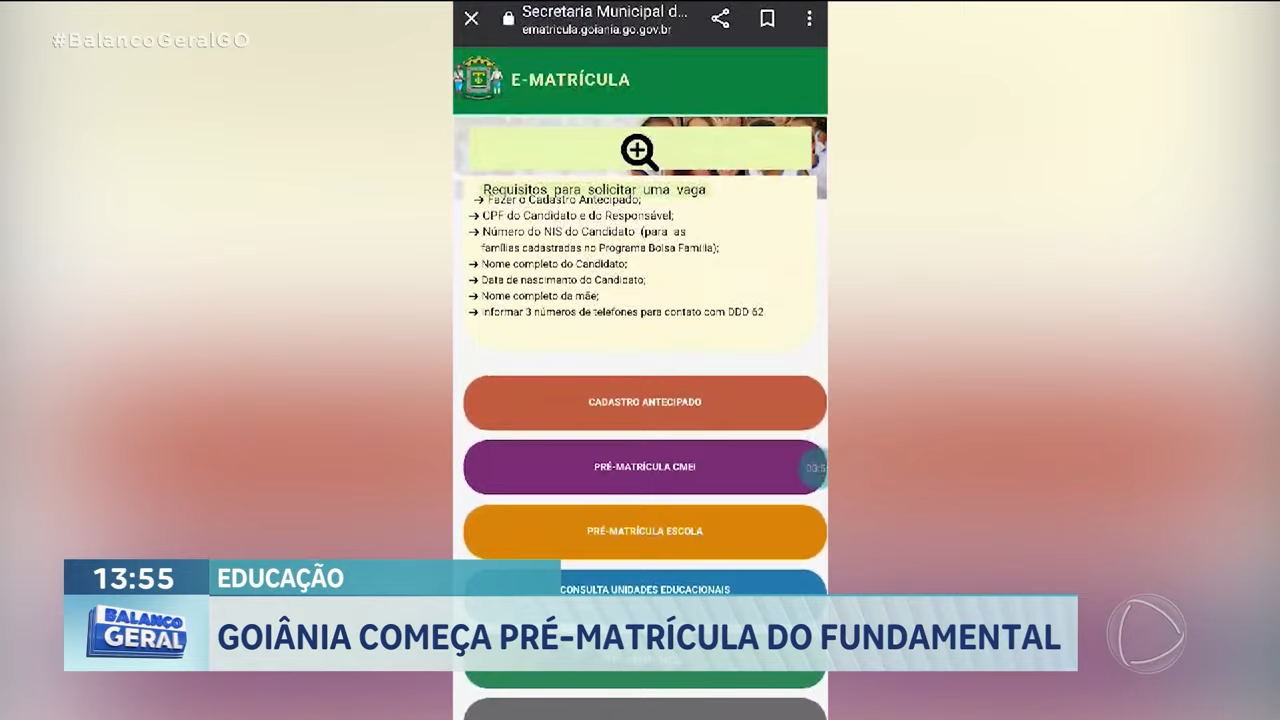 #BalancoGeralGO
Secretaria Municipal d...
ematricula.goiania.go.gov.br
E-MATRÍCULA
Requisitos para solicitar uma vaga
→ Fazer o Cadastro Antecipado;
→ CPF do Candidato e do Responsável;
→ Número do NIS do Candidato (para as
famílias cadastradas no Programa Bolsa Família);
→ Nome completo do Candidato;
→ Data de nascimento do Candidato;
→ Nome completo da mãe;
→ Informar 3 números de telefones para contato com DDD 62
CADASTRO ANTECIPADO
PRÉ-MATRÍCULA CMEI
PRÉ-MATRÍCULA ESCOLA
CONSULTA UNIDADES EDUCACIONAIS
13:55
EDUCAÇÃO
BALANÇO
GERAL
GOIÂNIA COMEÇA PRÉ-MATRÍCULA DO FUNDAMENTAL